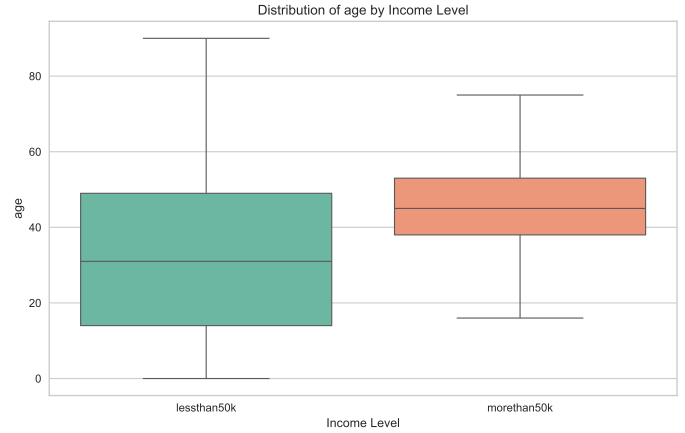 Distribution of age by Income Level
age
80
60
40
20
0
lessthan50k
morethan50k
Income Level